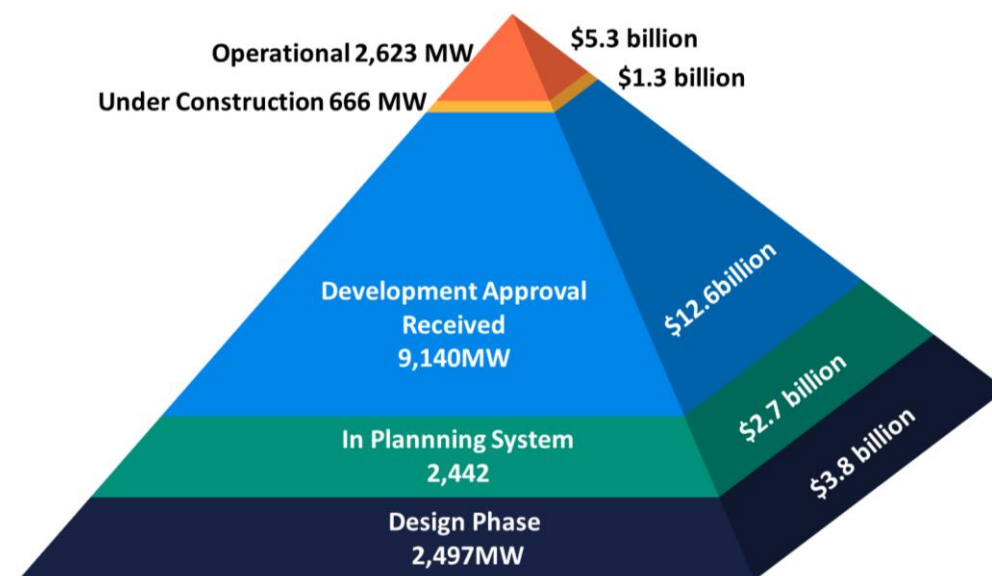 Operational 2,623 MW
$5.3 billion
Under Construction 666 MW
$1.3 billion
Development Approval
Received
9,140MW
$12.6billion
In Plannning System
2,442
$2.7 billion
Design Phase
2,497MW
$3.8 billion